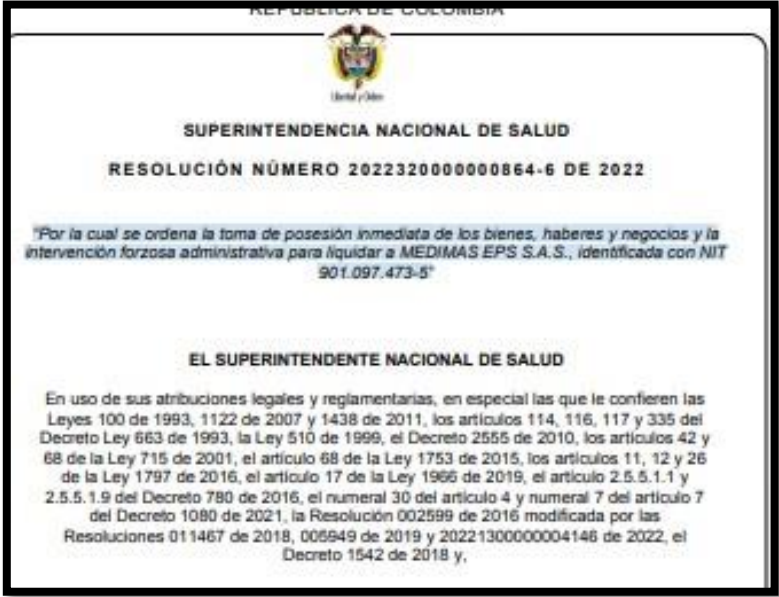 REPÚBLICA DE COLOMBIA
Libertad y Orden
SUPERINTENDENCIA NACIONAL DE SALUD
RESOLUCIÓN NÚMERO 2022320000000864-6 DE 2022
"Por la cual se ordena la toma de posesión inmediata de los bienes, haberes y negocios y la
intervención forzosa administrativa para liquidar a MEDIMAS EPS S.A.S., identificada con NIT
901.097.473-5"
EL SUPERINTENDENTE NACIONAL DE SALUD
En uso de sus atribuciones legales y reglamentarias, en especial las que le confieren las
Leyes 100 de 1993, 1122 de 2007 y 1438 de 2011, los artículos 114, 116, 117 y 335 del
Decreto Ley 663 de 1993, la Ley 510 de 1999, el Decreto 2555 de 2010, los artículos 42 y
68 de la Ley 715 de 2001, el artículo 68 de la Ley 1753 de 2015, los artículos 11, 12 y 26
de la Ley 1797 de 2016, el artículo 17 de la Ley 1966 de 2019, el artículo 2.5.5.1.1 y
2.5.5.1.9 del Decreto 780 de 2016, el numeral 30 del artículo 4 y numeral 7 del artículo 7
del Decreto 1080 de 2021, la Resolución 002599 de 2016 modificada por las
Resoluciones 011467 de 2018, 005949 de 2019 y 20221300000004146 de 2022, el
Decreto 1542 de 2018 y,